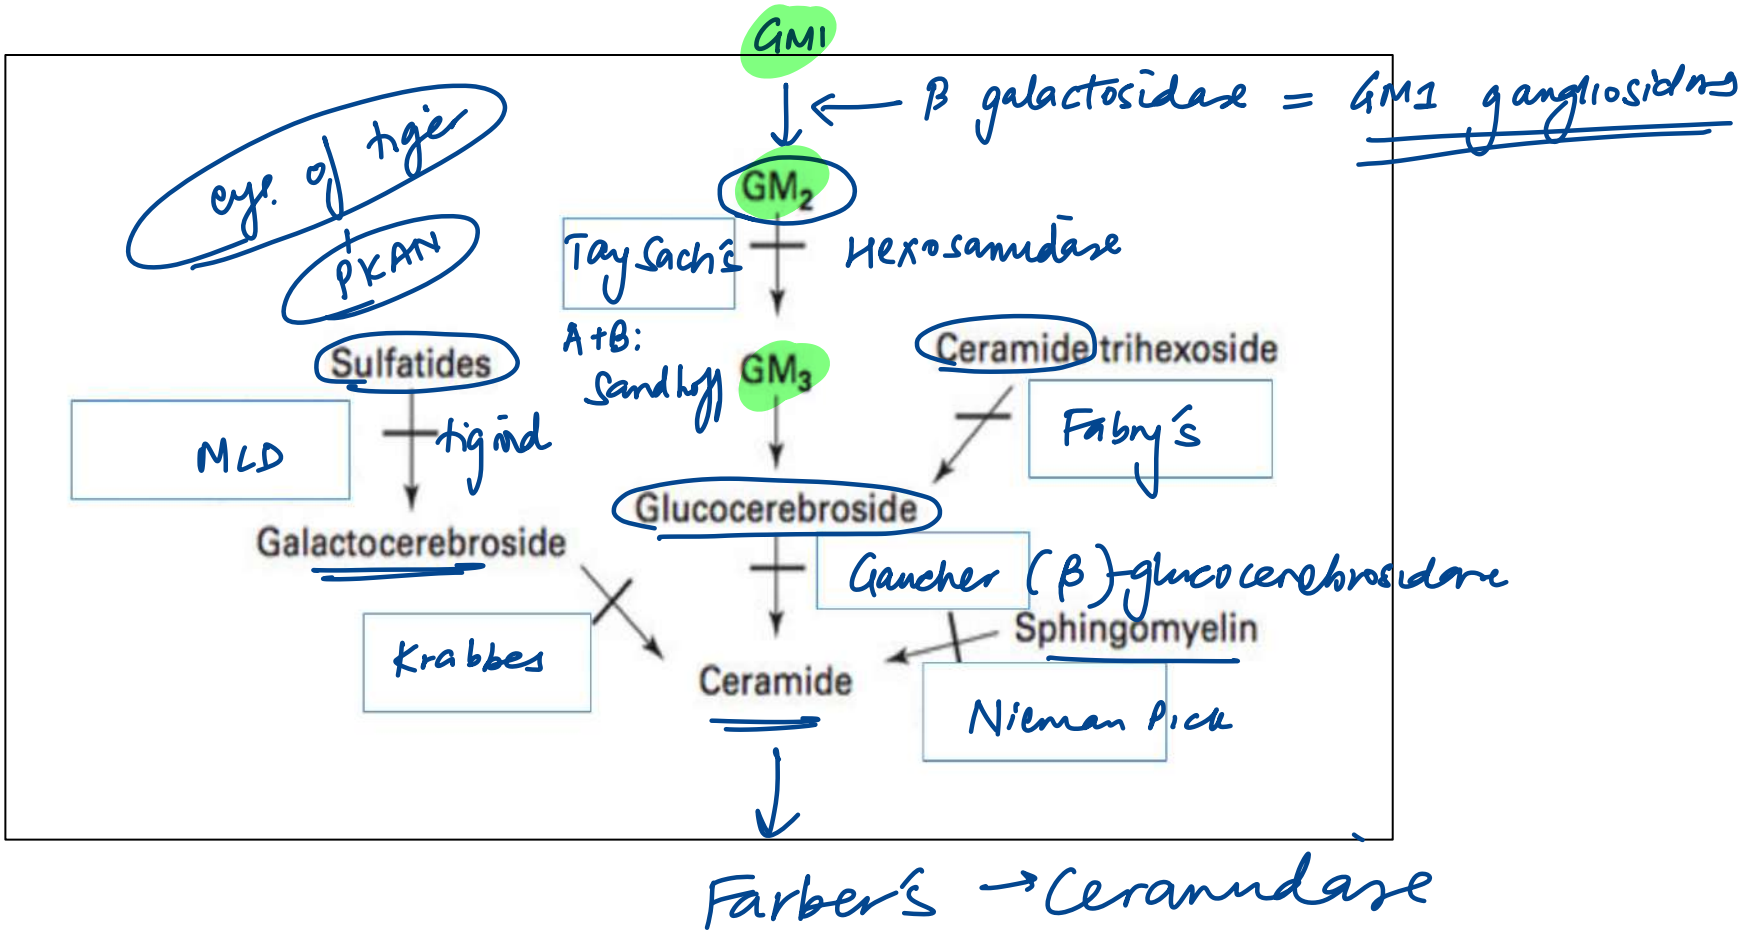 GM1
β galactosidase = GM1 gangliosidosis
eye of tiger
PKAN
GM₂
Tay Sach's
Hexosamidase
A+B:
Sandhoff
GM₃
Sulfatides
Ceramide trihexoside
MLD
tigroid
Fabry's
Glucocerebroside
Galactocerebroside
Gaucher (β)-glucocerebrosidase
Krabbes
Sphingomyelin
Ceramide
Nieman Pick
Farber's → Ceramidase